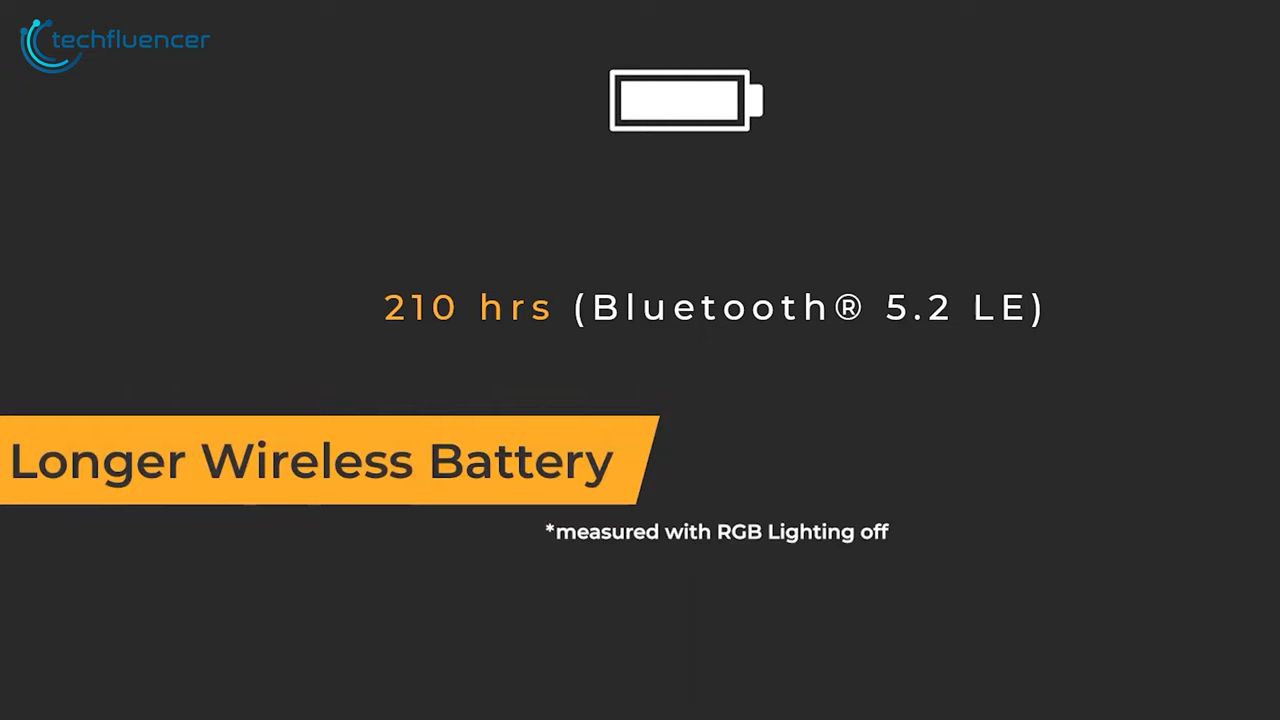 techfluencer
210 hrs (Bluetooth® 5.2 LE)
Longer Wireless Battery
*measured with RGB Lighting off